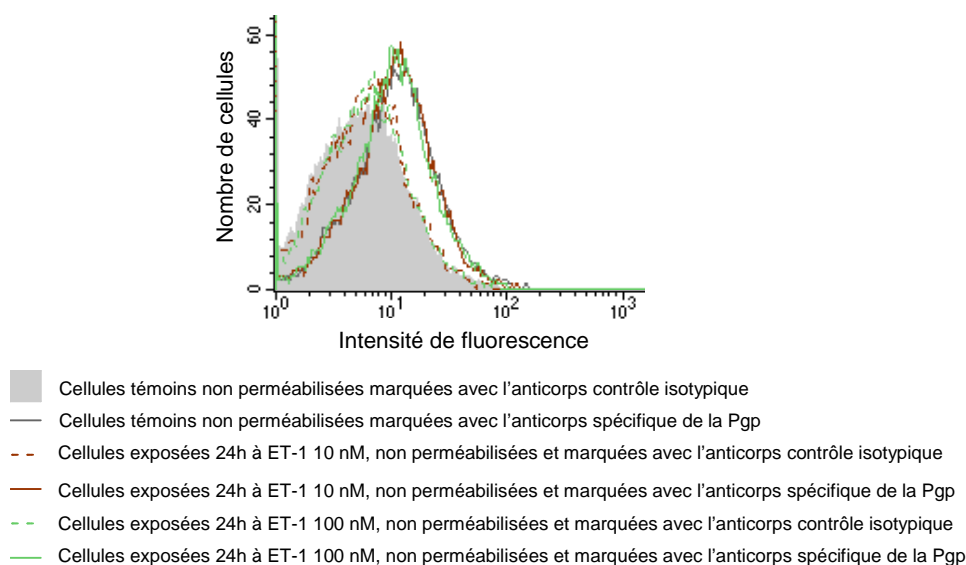 Nombre de cellules
60
40
20
0
10^0 10^1 10^2 10^3
Intensité de fluorescence
Cellules témoins non perméabilisées marquées avec l'anticorps contrôle isotypique
Cellules témoins non perméabilisées marquées avec l'anticorps spécifique de la Pgp
Cellules exposées 24h à ET-1 10 nM, non perméabilisées et marquées avec l'anticorps contrôle isotypique
Cellules exposées 24h à ET-1 10 nM, non perméabilisées et marquées avec l'anticorps spécifique de la Pgp
Cellules exposées 24h à ET-1 100 nM, non perméabilisées et marquées avec l'anticorps contrôle isotypique
Cellules exposées 24h à ET-1 100 nM, non perméabilisées et marquées avec l'anticorps spécifique de la Pgp